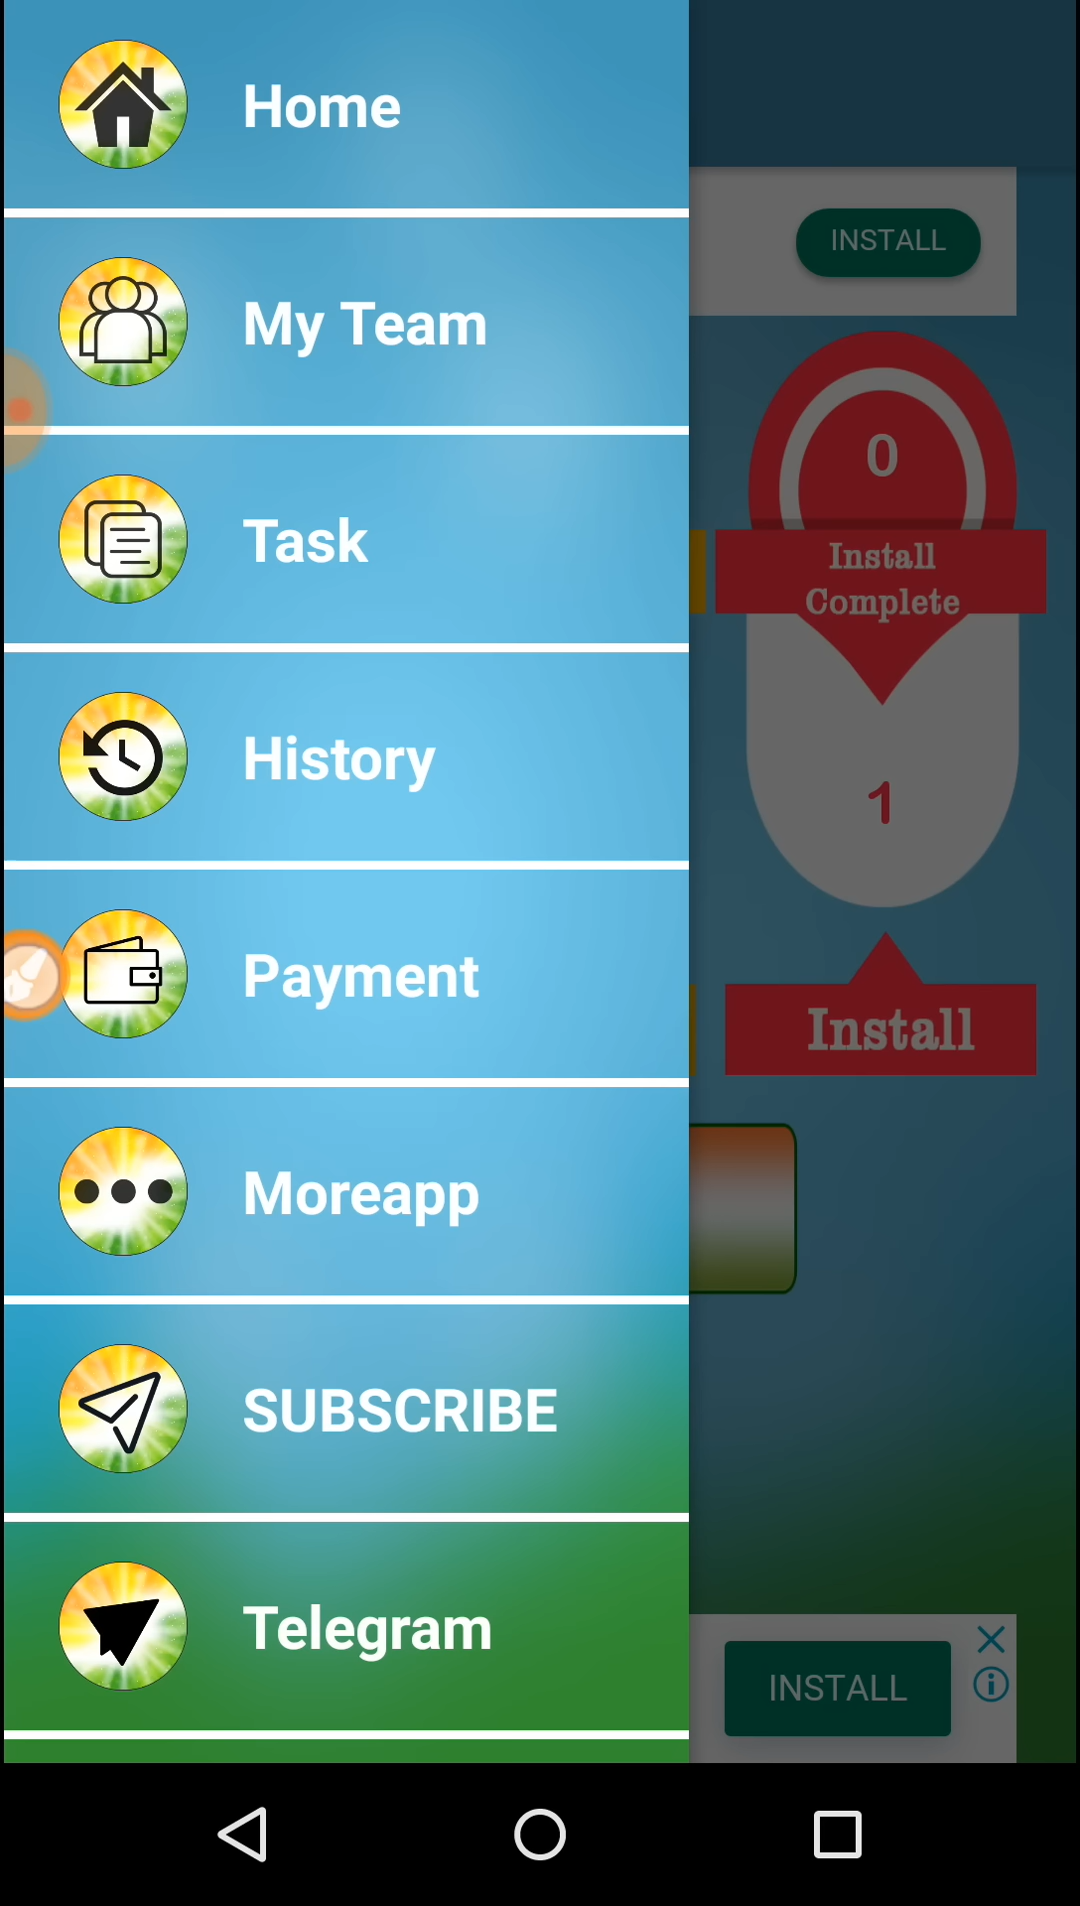 Home
My Team
Task
History
Payment
Moreapp
SUBSCRIBE
Telegram
INSTALL
0
Install
Complete
1
Install
INSTALL